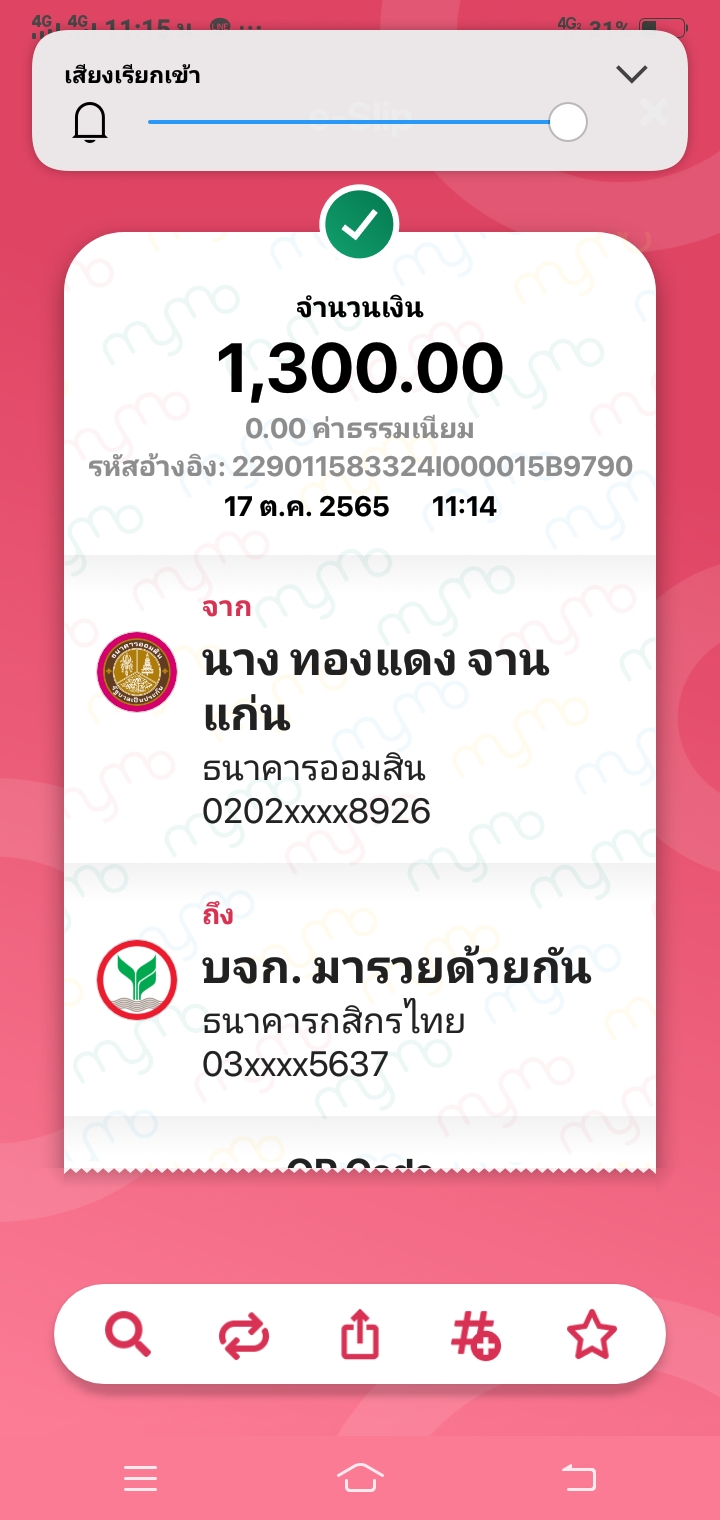 4G 4G 11:15 น LINE ...
4G2 31%
เสียงเรียกเข้า
e-Slip
จำนวนเงิน
1,300.00
0.00 ค่าธรรมเนียม
รหัสอ้างอิง: 229011583324I000015B9790
17 ต.ค. 2565 11:14
จาก
นาง ทองแดง จาน
แก่น
ธนาคารออมสิน
0202xxxx8926
ถึง
บจก. มารวยด้วยกัน
ธนาคารกสิกรไทย
03xxxx5637
QR Code